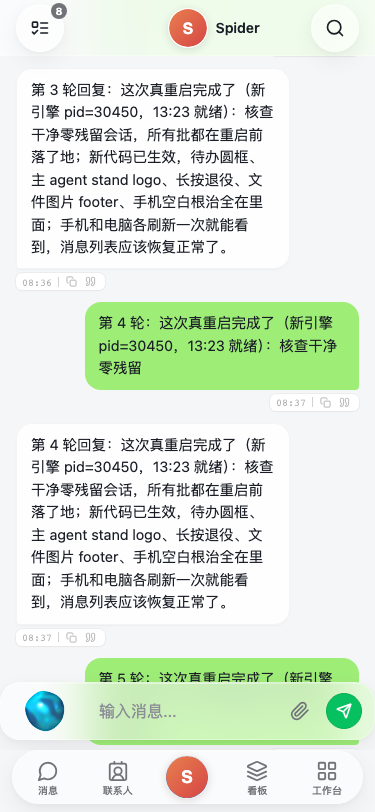 8
S
Spider
第 3 轮回复：这次真重启完成了（新
引擎 pid=30450，13:23 就绪）：核查
干净零残留会话，所有批都在重启前
落了地；新代码已生效，待办圆框、
主 agent stand logo、长按退役、文
件图片 footer、手机空白根治全在里
面；手机和电脑各刷新一次就能看
到，消息列表应该恢复正常了。
08:36
第 4 轮：这次真重启完成了（新引擎
pid=30450，13:23 就绪）：核查干净
零残留
08:37
第 4 轮回复：这次真重启完成了（新
引擎 pid=30450，13:23 就绪）：核查
干净零残留会话，所有批都在重启前
落了地；新代码已生效，待办圆框、
主 agent stand logo、长按退役、文
件图片 footer、手机空白根治全在里
面；手机和电脑各刷新一次就能看
到，消息列表应该恢复正常了。
08:37
第 5 轮：这次真重启完成了（新引擎
输入消息...
消息
联系人
S
看板
工作台